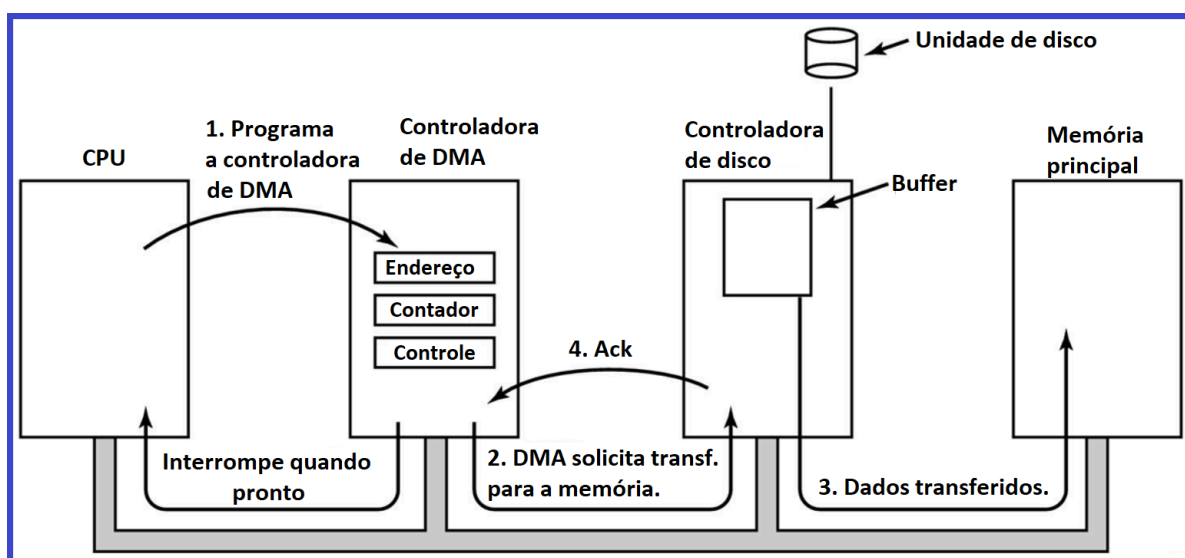 Unidade de disco
1. Programa
a controladora
de DMA
Controladora
de DMA
Controladora
de disco
Memória
principal
CPU
Buffer
Endereço
Contador
Controle
4. Ack
Interrompe quando
pronto
2. DMA solicita transf.
para a memória.
3. Dados transferidos.